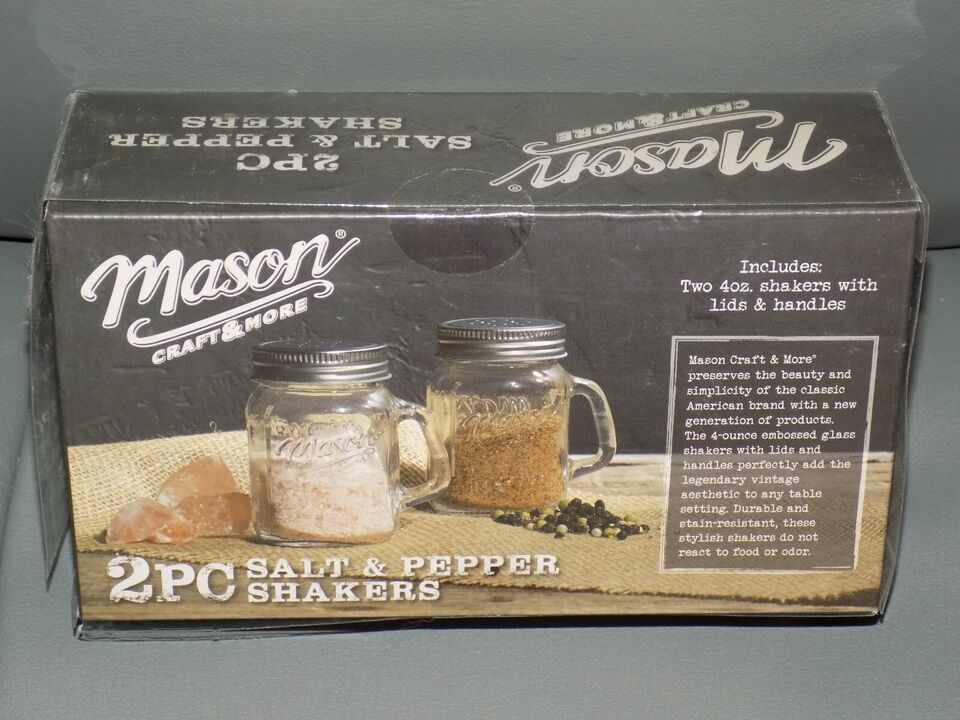 2PC
SALT & PEPPER
SHAKERS
Mason®
CRAFT & MORE
Mason®
CRAFT & MORE
Includes:
Two 4oz. shakers with
lids & handles
Mason Craft & More®
preserves the beauty and
simplicity of the classic
American brand with a new
generation of products.
The 4-ounce embossed glass
shakers with lids and
handles perfectly add the
legendary vintage
aesthetic to any table
setting. Durable and
stain-resistant, these
stylish shakers do not
react to food or odor.
Mason
2PC SALT & PEPPER
SHAKERS